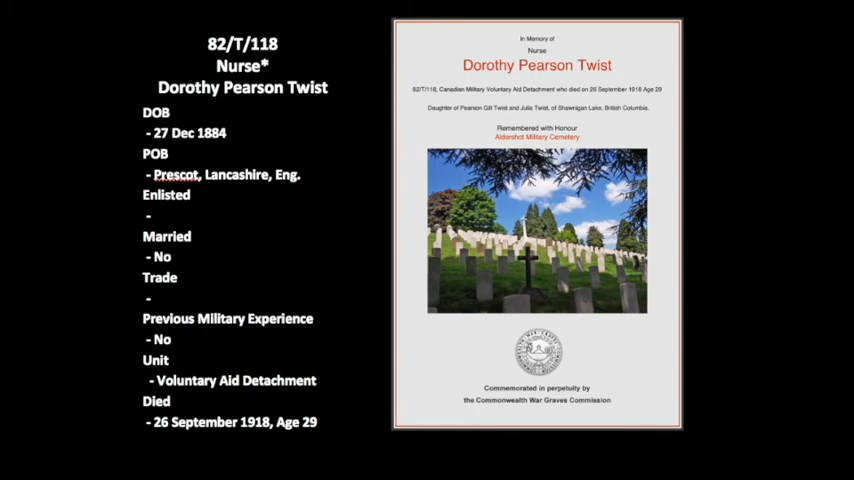 82/T/118
Nurse*
Dorothy Pearson Twist
DOB
- 27 Dec 1884
POB
- Prescot, Lancashire, Eng.
Enlisted
-
Married
- No
Trade
-
Previous Military Experience
- No
Unit
- Voluntary Aid Detachment
Died
- 26 September 1918, Age 29
In Memory of
Nurse
Dorothy Pearson Twist
82/T/118, Canadian Military Voluntary Aid Detachment who died on 26 September 1918 Age 29
Daughter of Pearson Gill Twist and Julia Twist, of Shawnigan Lake, British Columbia.
Remembered with Honour
Aldershot Military Cemetery
Commemorated in perpetuity by
the Commonwealth War Graves Commission